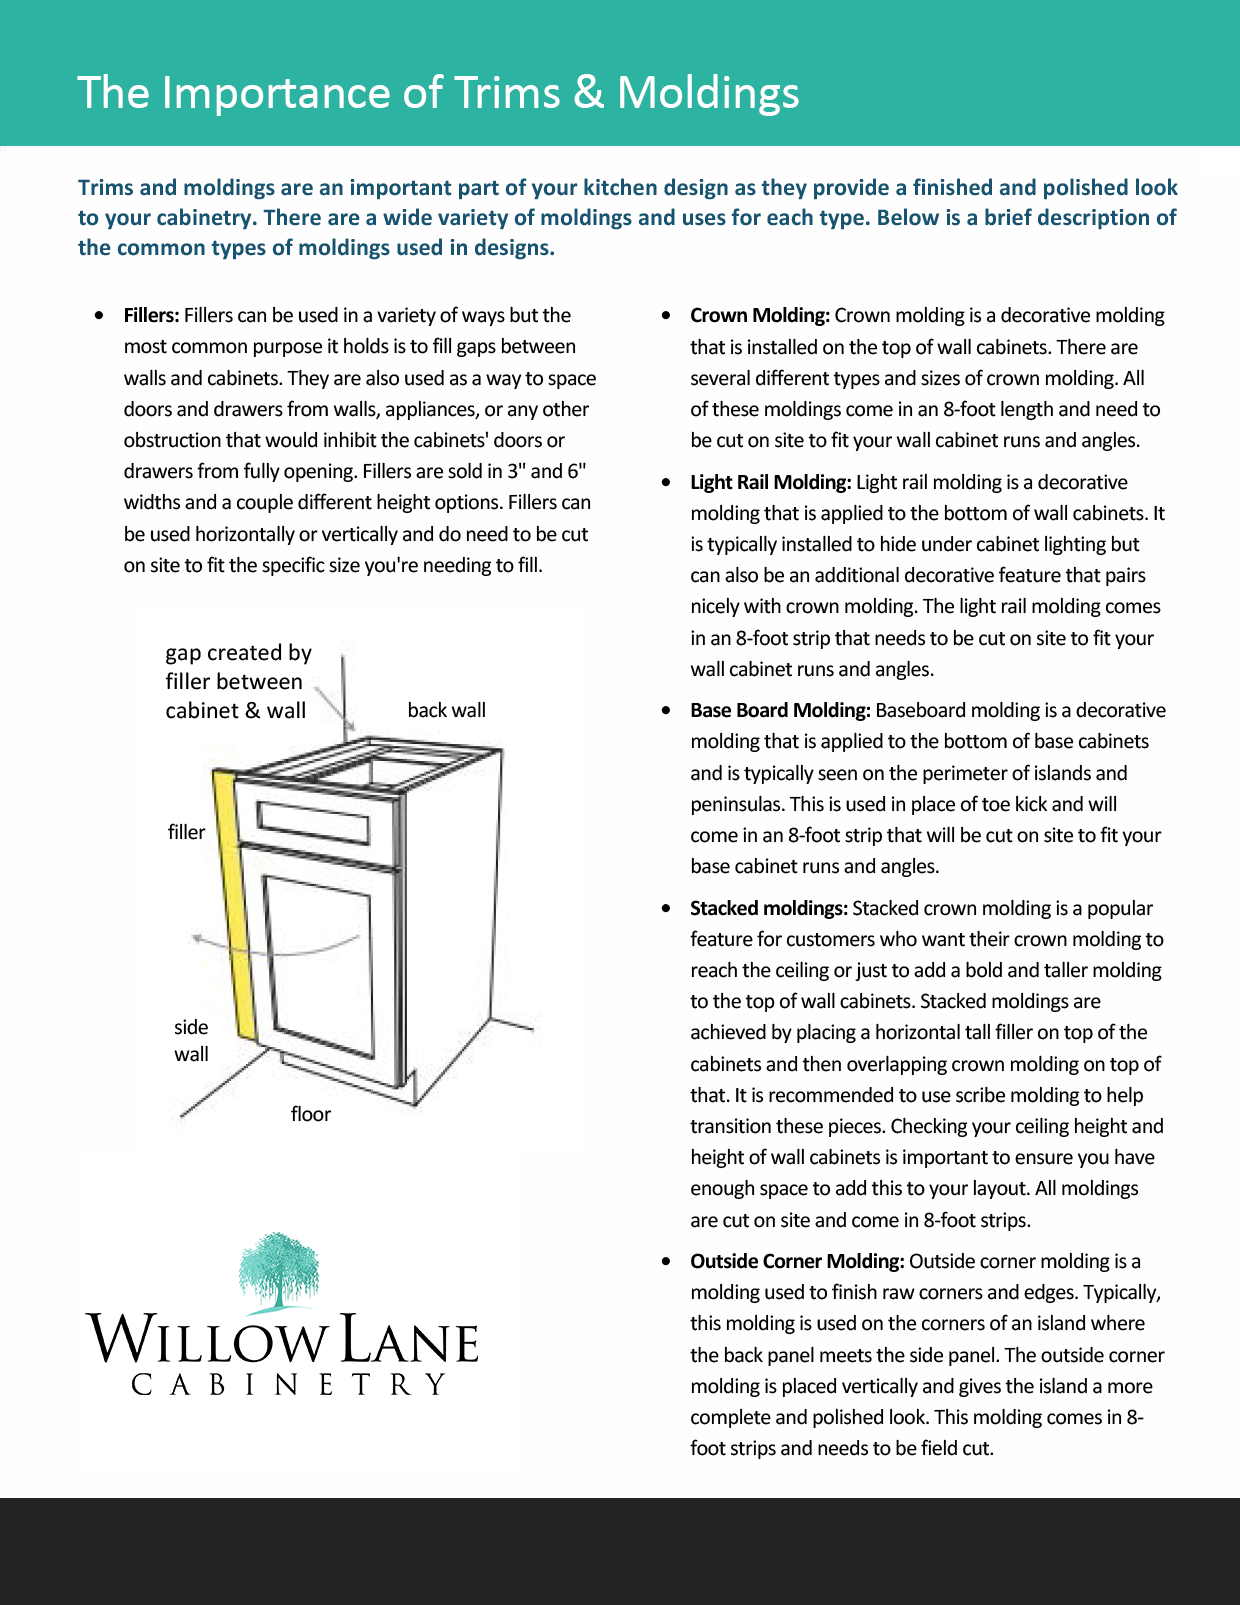 The Importance of Trims & Moldings
Trims and moldings are an important part of your kitchen design as they provide a finished and polished look
to your cabinetry. There are a wide variety of moldings and uses for each type. Below is a brief description of
the common types of moldings used in designs.
• Fillers: Fillers can be used in a variety of ways but the
most common purpose it holds is to fill gaps between
walls and cabinets. They are also used as a way to space
doors and drawers from walls, appliances, or any other
obstruction that would inhibit the cabinets' doors or
drawers from fully opening. Fillers are sold in 3" and 6"
widths and a couple different height options. Fillers can
be used horizontally or vertically and do need to be cut
on site to fit the specific size you're needing to fill.
gap created by
filler between
cabinet & wall
back wall
filler
side
wall
floor
WILLOW LANE
CABINETRY
• Crown Molding: Crown molding is a decorative molding
that is installed on the top of wall cabinets. There are
several different types and sizes of crown molding. All
of these moldings come in an 8-foot length and need to
be cut on site to fit your wall cabinet runs and angles.
• Light Rail Molding: Light rail molding is a decorative
molding that is applied to the bottom of wall cabinets. It
is typically installed to hide under cabinet lighting but
can also be an additional decorative feature that pairs
nicely with crown molding. The light rail molding comes
in an 8-foot strip that needs to be cut on site to fit your
wall cabinet runs and angles.
• Base Board Molding: Baseboard molding is a decorative
molding that is applied to the bottom of base cabinets
and is typically seen on the perimeter of islands and
peninsulas. This is used in place of toe kick and will
come in an 8-foot strip that will be cut on site to fit your
base cabinet runs and angles.
• Stacked moldings: Stacked crown molding is a popular
feature for customers who want their crown molding to
reach the ceiling or just to add a bold and taller molding
to the top of wall cabinets. Stacked moldings are
achieved by placing a horizontal tall filler on top of the
cabinets and then overlapping crown molding on top of
that. It is recommended to use scribe molding to help
transition these pieces. Checking your ceiling height and
height of wall cabinets is important to ensure you have
enough space to add this to your layout. All moldings
are cut on site and come in 8-foot strips.
• Outside Corner Molding: Outside corner molding is a
molding used to finish raw corners and edges. Typically,
this molding is used on the corners of an island where
the back panel meets the side panel. The outside corner
molding is placed vertically and gives the island a more
complete and polished look. This molding comes in 8-
foot strips and needs to be field cut.